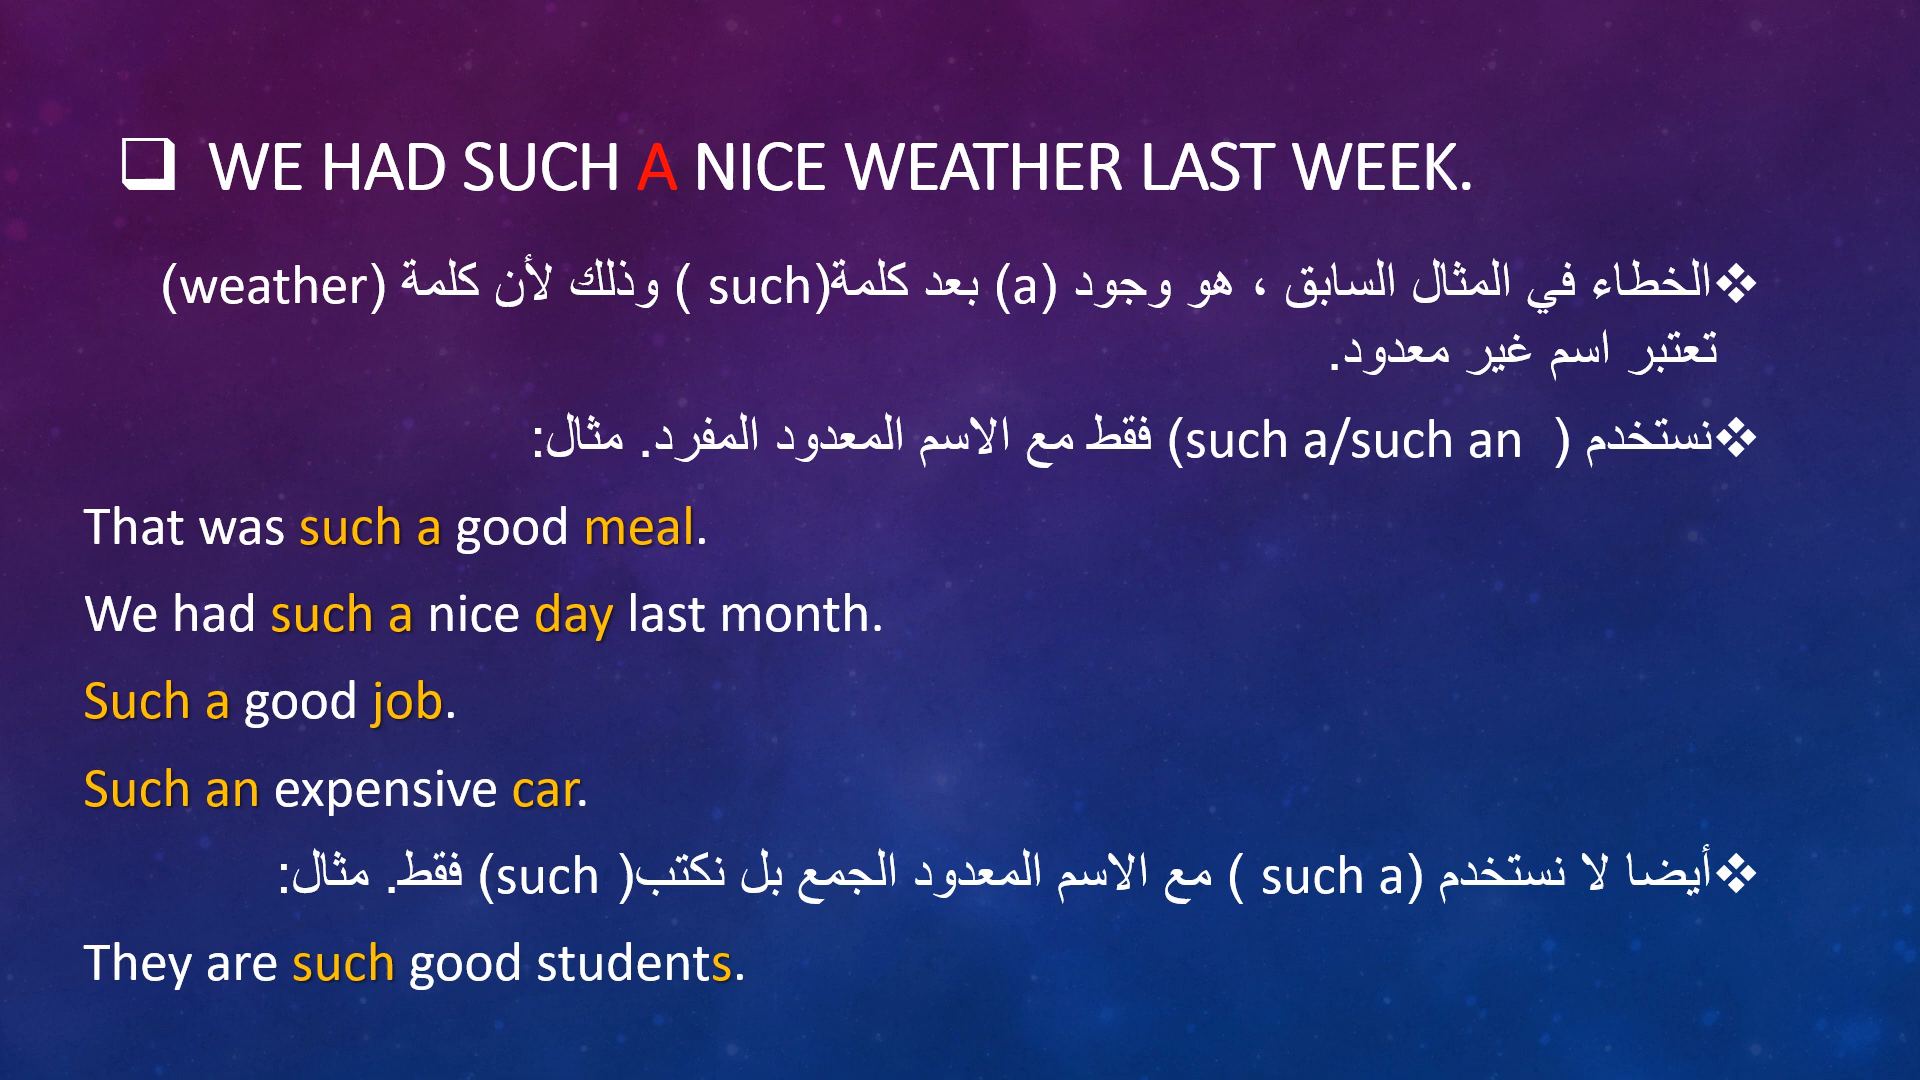 ❑ WE HAD SUCH A NICE WEATHER LAST WEEK.
❖الخطاء في المثال السابق ، هو وجود (a) بعد كلمة(such ) وذلك لأن كلمة (weather)
تعتبر اسم غير معدود.
❖نستخدم ( such a/such an) فقط مع الاسم المعدود المفرد. مثال:
That was such a good meal.
We had such a nice day last month.
Such a good job.
Such an expensive car.
❖أيضا لا نستخدم (such a ) مع الاسم المعدود الجمع بل نكتب( such) فقط. مثال:
They are such good students.